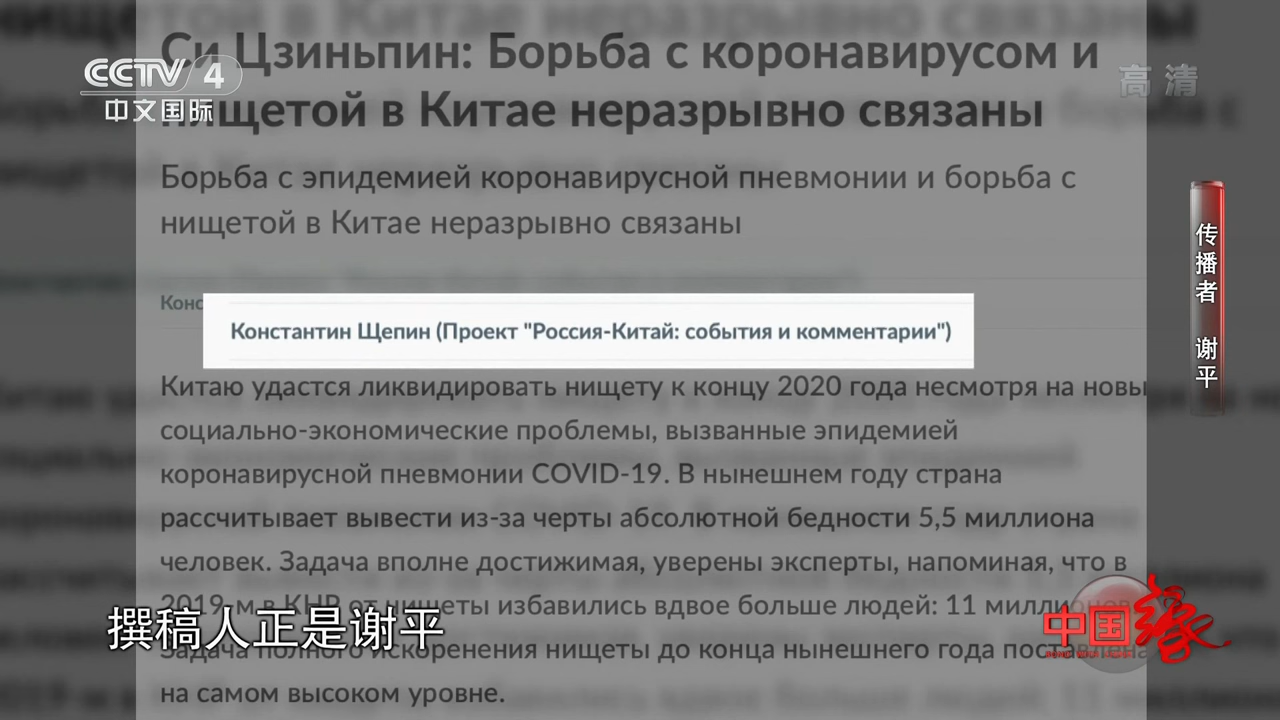 Си Цзиньпин: Борьба с коронавирусом и
нищетой в Китае неразрывно связаны
CCTV 4
中文国际
高清
Борьба с эпидемией коронавирусной пневмонии и борьба с
нищетой в Китае неразрывно связаны
Конс
Константин Щепин (Проект "Россия-Китай: события и комментарии")
Китаю удастся ликвидировать нищету к концу 2020 года несмотря на новы
социально-экономические проблемы, вызванные эпидемией
коронавирусной пневмонии COVID-19. В нынешнем году страна
рассчитывает вывести из-за черты абсолютной бедности 5,5 миллиона
человек. Задача вполне достижимая, уверены эксперты, напоминая, что в
2019-м в КНР от нищеты избавились вдвое больше людей: 11 миллионов
Задача полного искоренения нищеты до конца нынешнего года поставлена
на самом высоком уровне.
传播者 谢平
撰稿人正是谢平
中国缘